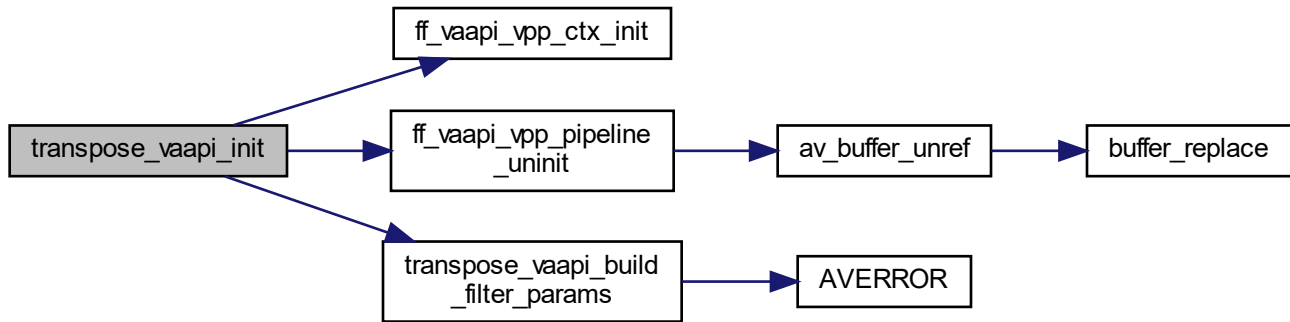 ff_vaapi_vpp_ctx_init
transpose_vaapi_init
ff_vaapi_vpp_pipeline
_uninit
av_buffer_unref
buffer_replace
transpose_vaapi_build
_filter_params
AVERROR